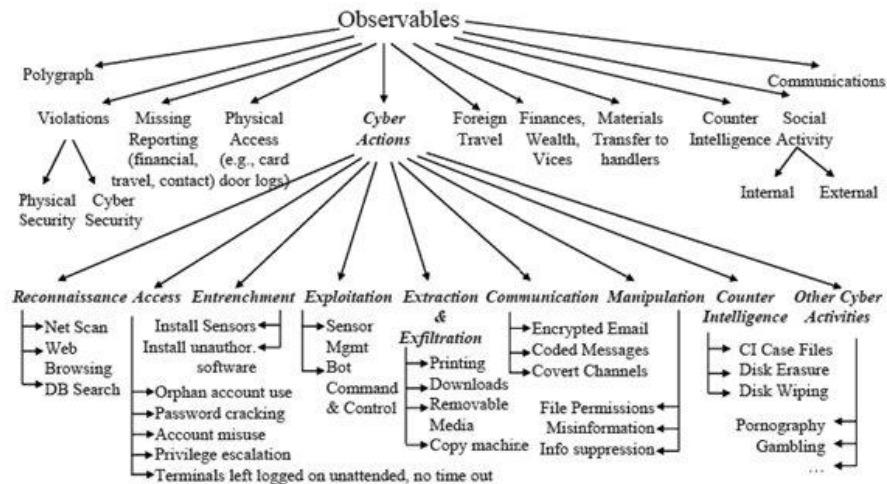 Observables
Polygraph
Communications
Violations
Missing
Reporting
(financial,
travel, contact)
Physical
Access
(e.g., card
door logs)
Cyber
Actions
Foreign
Travel
Finances,
Wealth,
Vices
Materials
Transfer to
handlers
Counter
Intelligence
Social
Activity
Physical
Security
Cyber
Security
Internal
External
Reconnaissance
Net Scan
Web
Browsing
DB Search
Access
Orphan account use
Password cracking
Account misuse
Privilege escalation
Terminals left logged on unattended, no time out
Entrenchment
Install Sensors
Install unauthor.
software
Exploitation
Sensor
Mgmt
Bot
Command
& Control
Extraction
&
Exfiltration
Printing
Downloads
Removable
Media
Copy machine
Communication
Encrypted Email
Coded Messages
Covert Channels
Manipulation
File Permissions
Misinformation
Info suppression
Counter
Intelligence
CI Case Files
Disk Erasure
Disk Wiping
Other Cyber
Activities
Pornography
Gambling
…